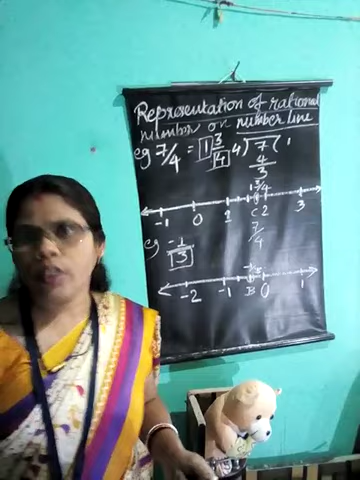 Representation of rational
number on number line
eg 7/4 = 1 3/4 4) 7 ( 1
4
3
1 3/4
-1 0 1 C 2 3
7/4
eg -1/3
-2 -1 B 0 1